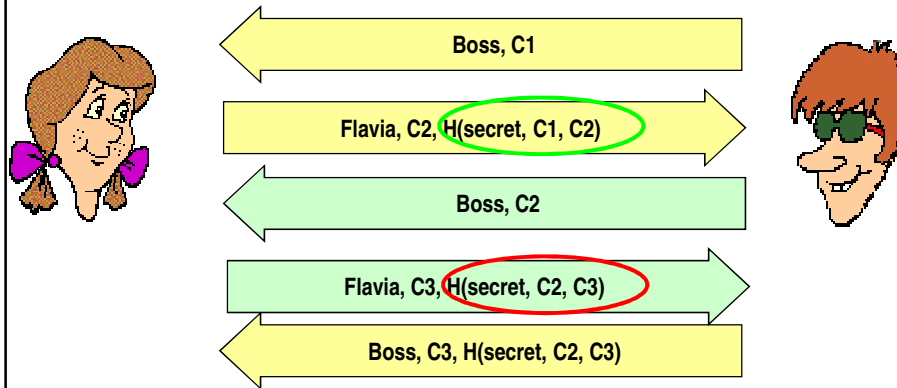 Boss, C1
Flavia, C2, H(secret, C1, C2)
Boss, C2
Flavia, C3, H(secret, C2, C3)
Boss, C3, H(secret, C2, C3)